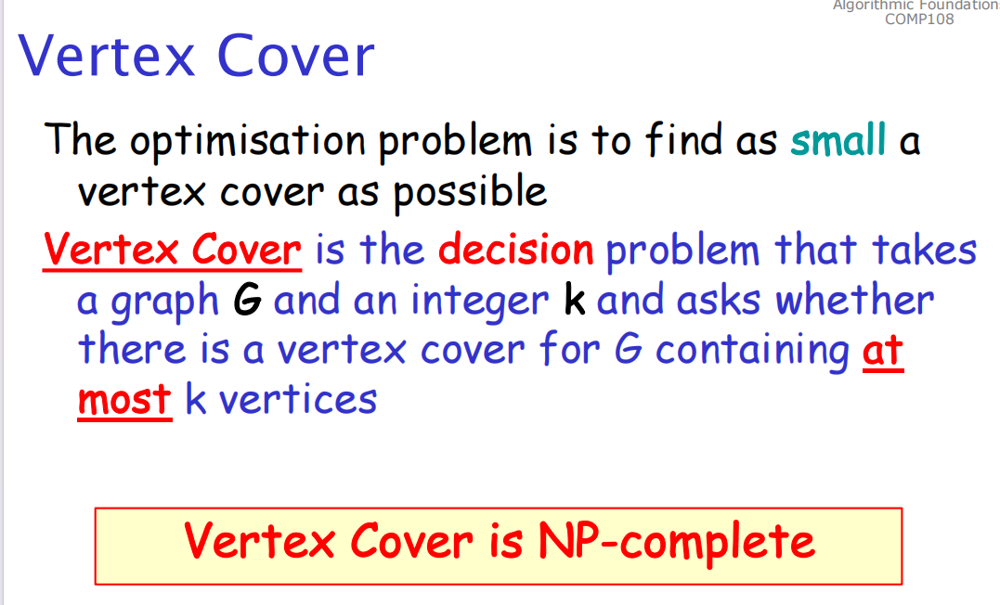 Algorithmic Foundation
COMP108
Vertex Cover
The optimisation problem is to find as small a
vertex cover as possible
Vertex Cover is the decision problem that takes
a graph G and an integer k and asks whether
there is a vertex cover for G containing at
most k vertices
Vertex Cover is NP-complete